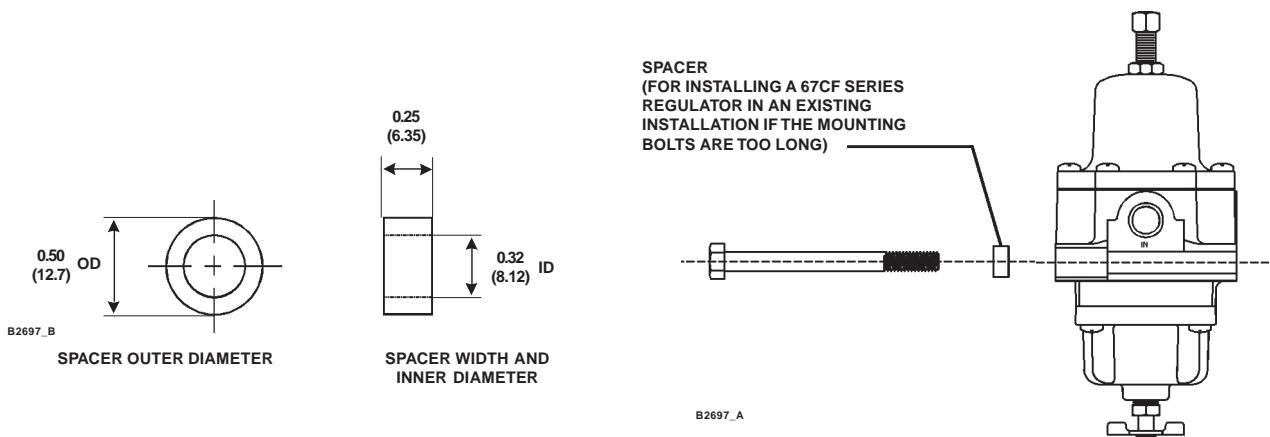 0.25
(6.35)
0.50
(12.7)
OD
0.32
(8.12)
ID
B2697_B
SPACER OUTER DIAMETER
SPACER WIDTH AND
INNER DIAMETER
SPACER
(FOR INSTALLING A 67CF SERIES
REGULATOR IN AN EXISTING
INSTALLATION IF THE MOUNTING
BOLTS ARE TOO LONG)
IN
B2697_A